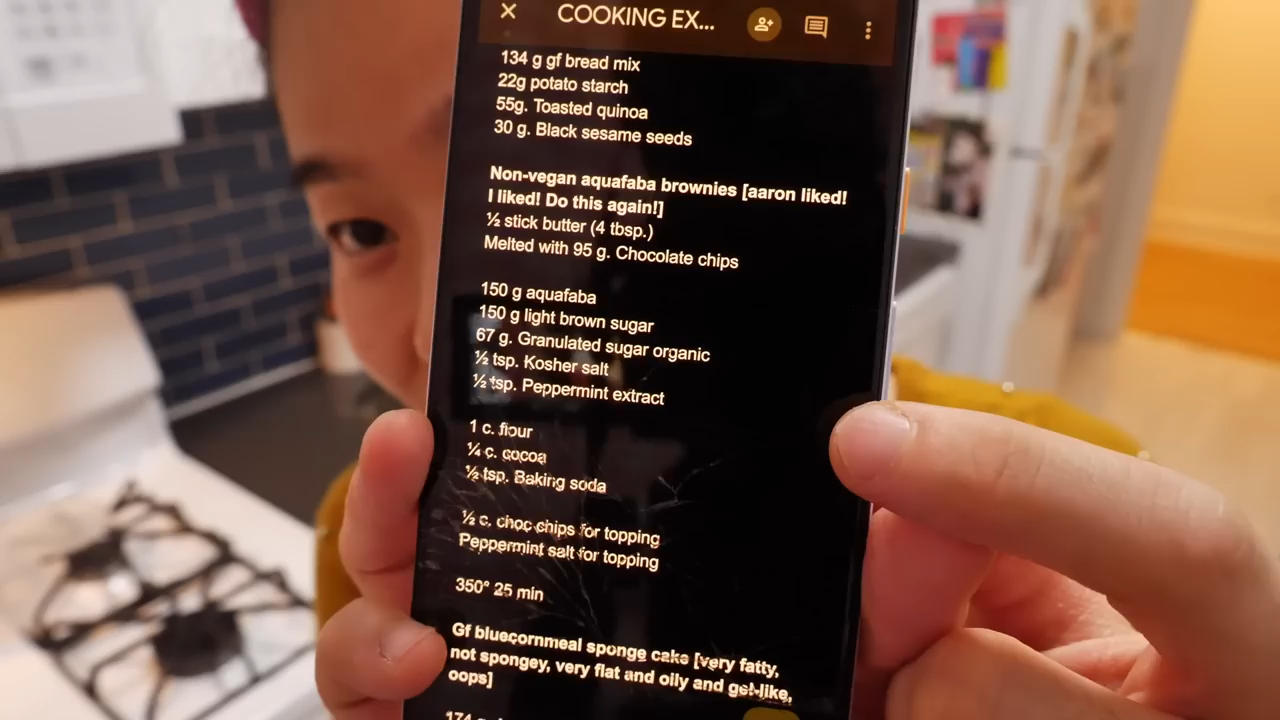 COOKING EX...
134 g gf bread mix
22g potato starch
55g. Toasted quinoa
30 g. Black sesame seeds
Non-vegan aquafaba brownies [aaron liked!
I liked! Do this again!]
½ stick butter (4 tbsp.)
Melted with 95 g. Chocolate chips
150 g aquafaba
150 g light brown sugar
67 g. Granulated sugar organic
½ tsp. Kosher salt
½ tsp. Peppermint extract
1 c. flour
¼ c. cocoa
½ tsp. Baking soda
½ c. choc chips for topping
Peppermint salt for topping
350° 25 min
Gf bluecornmeal sponge cake [very fatty,
not spongey, very flat and oily and gel-like,
oops]